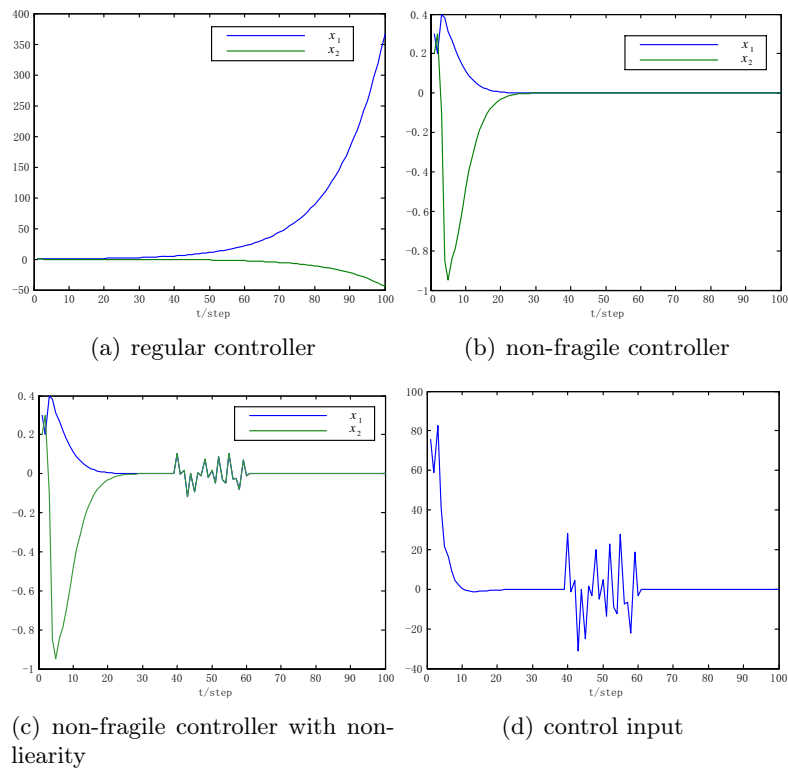 400
350
300
250
200
150
100
50
0
-50
0 10 20 30 40 50 60 70 80 90 100
t/step
x1
x2
(a) regular controller
0.4
0.2
0
-0.2
-0.4
-0.6
-0.8
-1
0 10 20 30 40 50 60 70 80 90 100
t/step
x1
x2
(b) non-fragile controller
0.4
0.2
0
-0.2
-0.4
-0.6
-0.8
-1
0 10 20 30 40 50 60 70 80 90 100
t/step
x1
x2
(c) non-fragile controller with non-
liearity
100
80
60
40
20
0
-20
-40
0 10 20 30 40 50 60 70 80 90 100
t/step
(d) control input